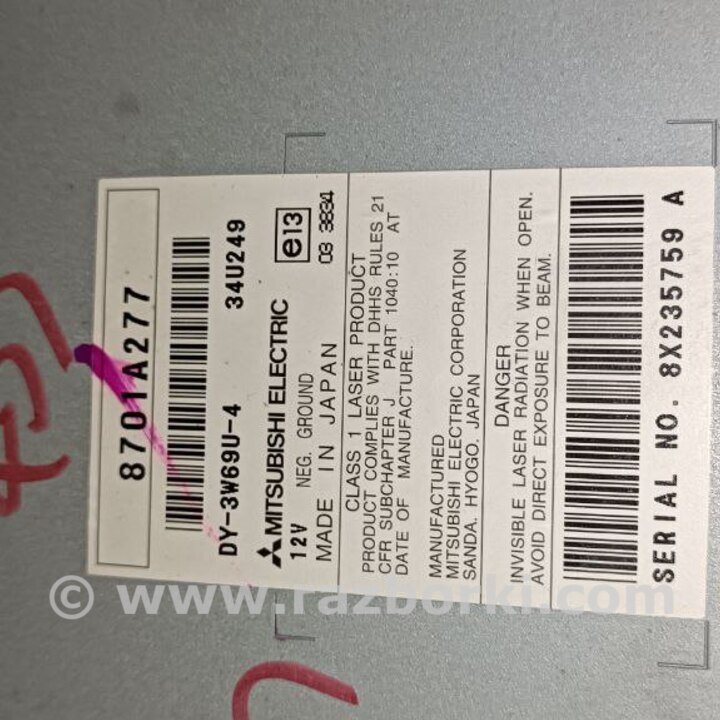 8701A277
DY-3W69U-4 34U249
MITSUBISHI ELECTRIC
12V NEG. GROUND e13
MADE IN JAPAN 03 3834
CLASS 1 LASER PRODUCT
PRODUCT COMPLIES WITH DHHS RULES 21
CFR SUBCHAPTER J PART 1040:10 AT
DATE OF MANUFACTURE.
MANUFACTURED
MITSUBISHI ELECTRIC CORPORATION
SANDA, HYOGO, JAPAN
DANGER
INVISIBLE LASER RADIATION WHEN OPEN.
AVOID DIRECT EXPOSURE TO BEAM.
SERIAL NO. 8X235759 A
© www.razborki.com